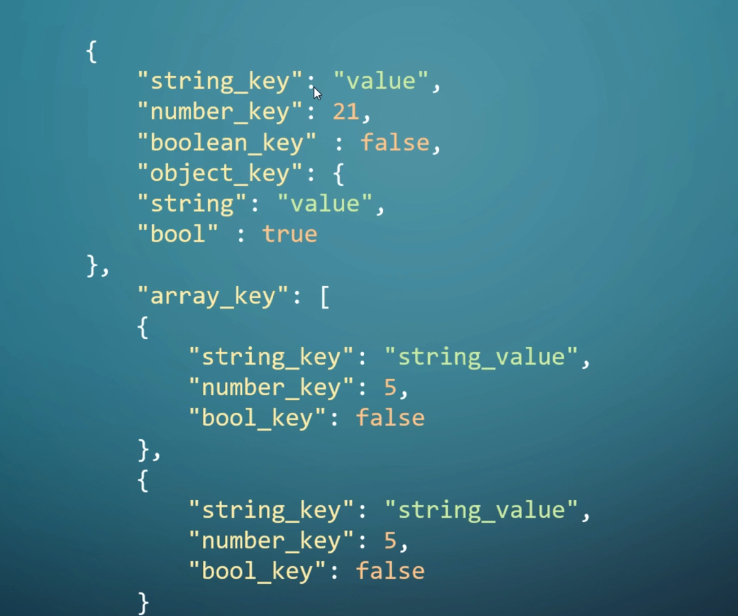 {
    "string_key": "value",
    "number_key": 21,
    "boolean_key" : false,
    "object_key": {
    "string": "value",
    "bool" : true
},
    "array_key": [
    {
        "string_key": "string_value",
        "number_key": 5,
        "bool_key": false
    },
    {
        "string_key": "string_value",
        "number_key": 5,
        "bool_key": false
    }